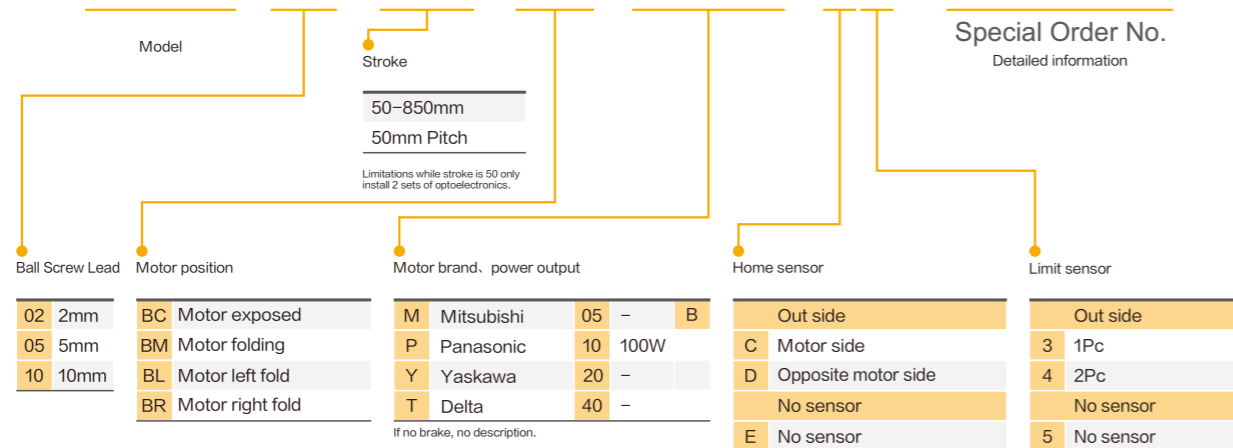 Model
Special Order No.
Detailed information
Stroke
50-850mm
50mm Pitch
Limitations while stroke is 50 only
install 2 sets of optoelectronics.
Ball Screw Lead
02 2mm
05 5mm
10 10mm
Motor position
BC Motor exposed
BM Motor folding
BL Motor left fold
BR Motor right fold
Motor brand、power output
M Mitsubishi 05 - B
P Panasonic 10 100W
Y Yaskawa 20 -
T Delta 40 -
If no brake, no description.
Home sensor
Out side
C Motor side
D Opposite motor side
No sensor
E No sensor
Limit sensor
Out side
3 1Pc
4 2Pc
No sensor
5 No sensor